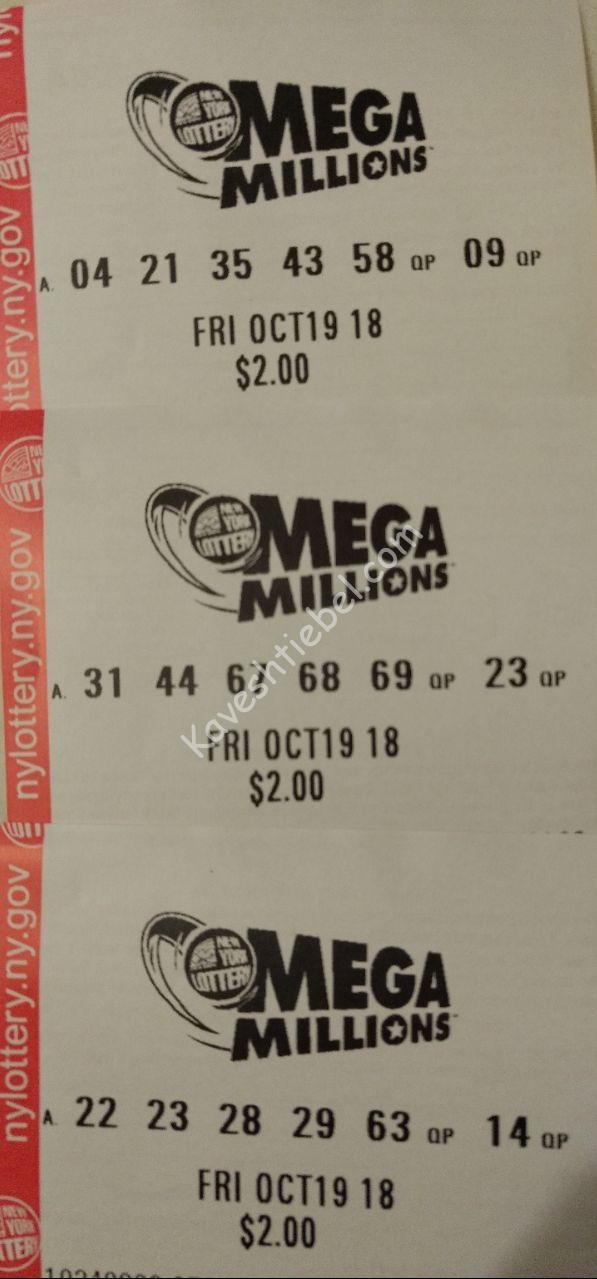 NEW
YORK
LOTTERY
MEGA
MILLIONS
A. 04 21 35 43 58 QP 09 QP
FRI OCT19 18
$2.00
nylottery.ny.gov
NEW
YORK
LOTTERY
MEGA
MILLIONS
A. 31 44 67 68 69 QP 23 QP
FRI OCT19 18
$2.00
Kaveshtiebel.com
nylottery.ny.gov
NEW
YORK
LOTTERY
MEGA
MILLIONS
A. 22 23 28 29 63 QP 14 QP
FRI OCT19 18
$2.00